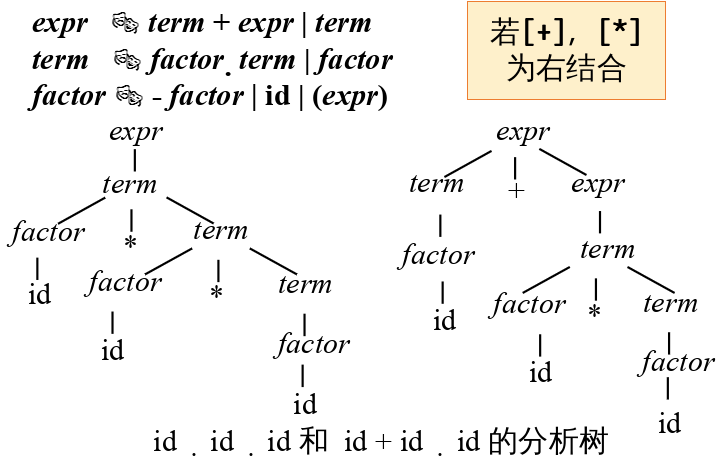 expr 🎭 term + expr | term
term 🎭 factor . term | factor
factor 🎭 - factor | id | (expr)
若[+], [*]
为右结合
expr
term
factor * term
id factor * term
id factor
id
expr
term + expr
factor term
id factor * term
id factor
id
id . id . id 和 id + id . id 的分析树